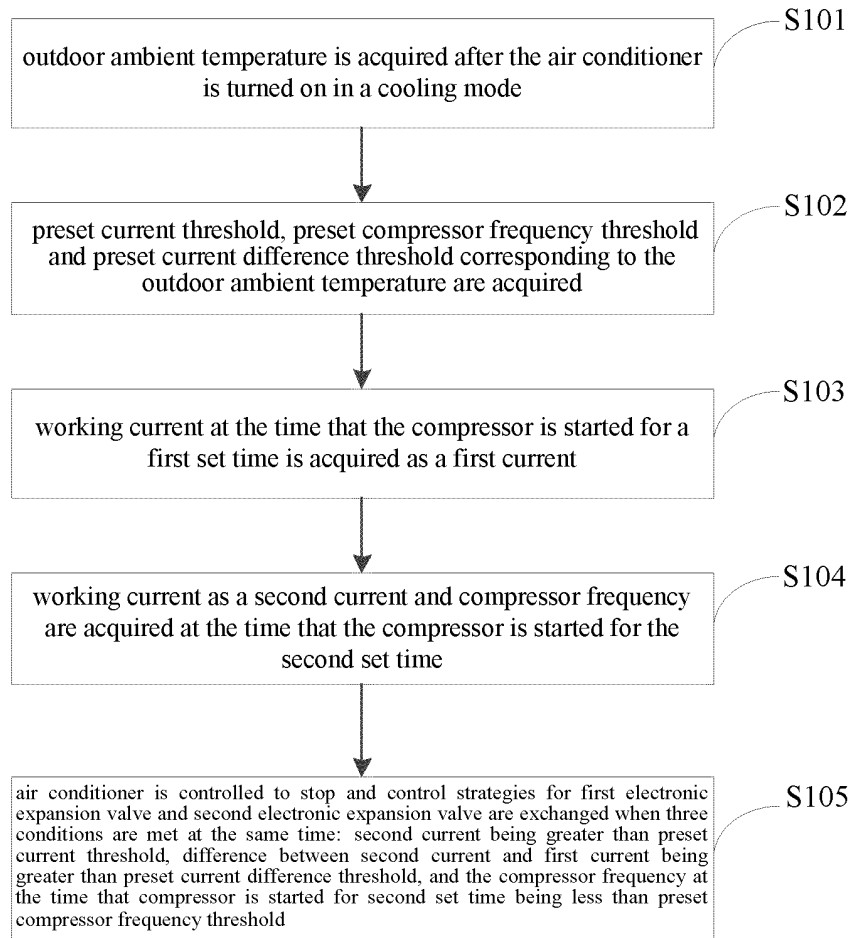 S101
outdoor ambient temperature is acquired after the air conditioner
is turned on in a cooling mode
S102
preset current threshold, preset compressor frequency threshold
and preset current difference threshold corresponding to the
outdoor ambient temperature are acquired
S103
working current at the time that the compressor is started for a
first set time is acquired as a first current
S104
working current as a second current and compressor frequency
are acquired at the time that the compressor is started for the
second set time
S105
air conditioner is controlled to stop and control strategies for first electronic
expansion valve and second electronic expansion valve are exchanged when three
conditions are met at the same time: second current being greater than preset
current threshold, difference between second current and first current being
greater than preset current difference threshold, and the compressor frequency at
the time that compressor is started for second set time being less than preset
compressor frequency threshold